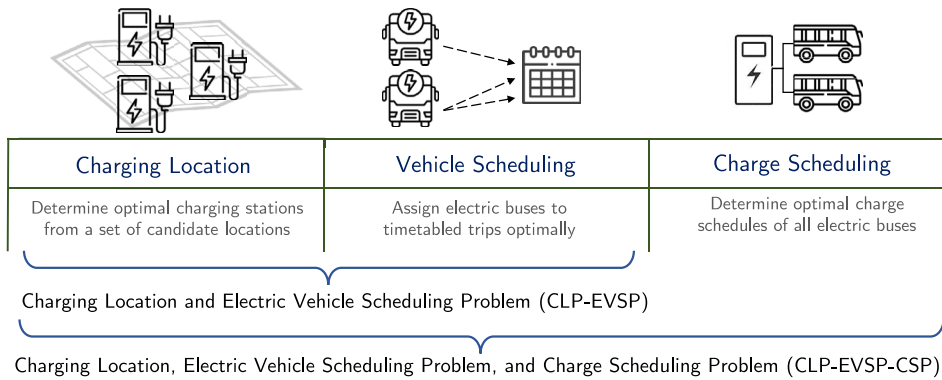 Charging Location
Vehicle Scheduling
Charge Scheduling
Determine optimal charging stations
from a set of candidate locations
Assign electric buses to
timetabled trips optimally
Determine optimal charge
schedules of all electric buses
Charging Location and Electric Vehicle Scheduling Problem (CLP-EVSP)
Charging Location, Electric Vehicle Scheduling Problem, and Charge Scheduling Problem (CLP-EVSP-CSP)